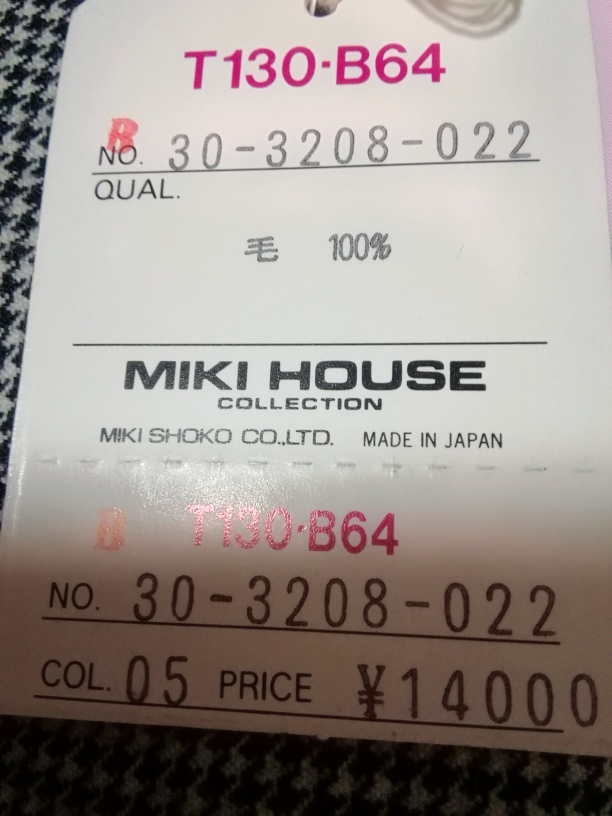 T130·B64
B
NO. 30-3208-022
QUAL.
毛 100%
MIKI HOUSE
COLLECTION
MIKI SHOKO CO.,LTD. MADE IN JAPAN
B T130·B64
NO. 30-3208-022
COL. 05 PRICE ¥14000